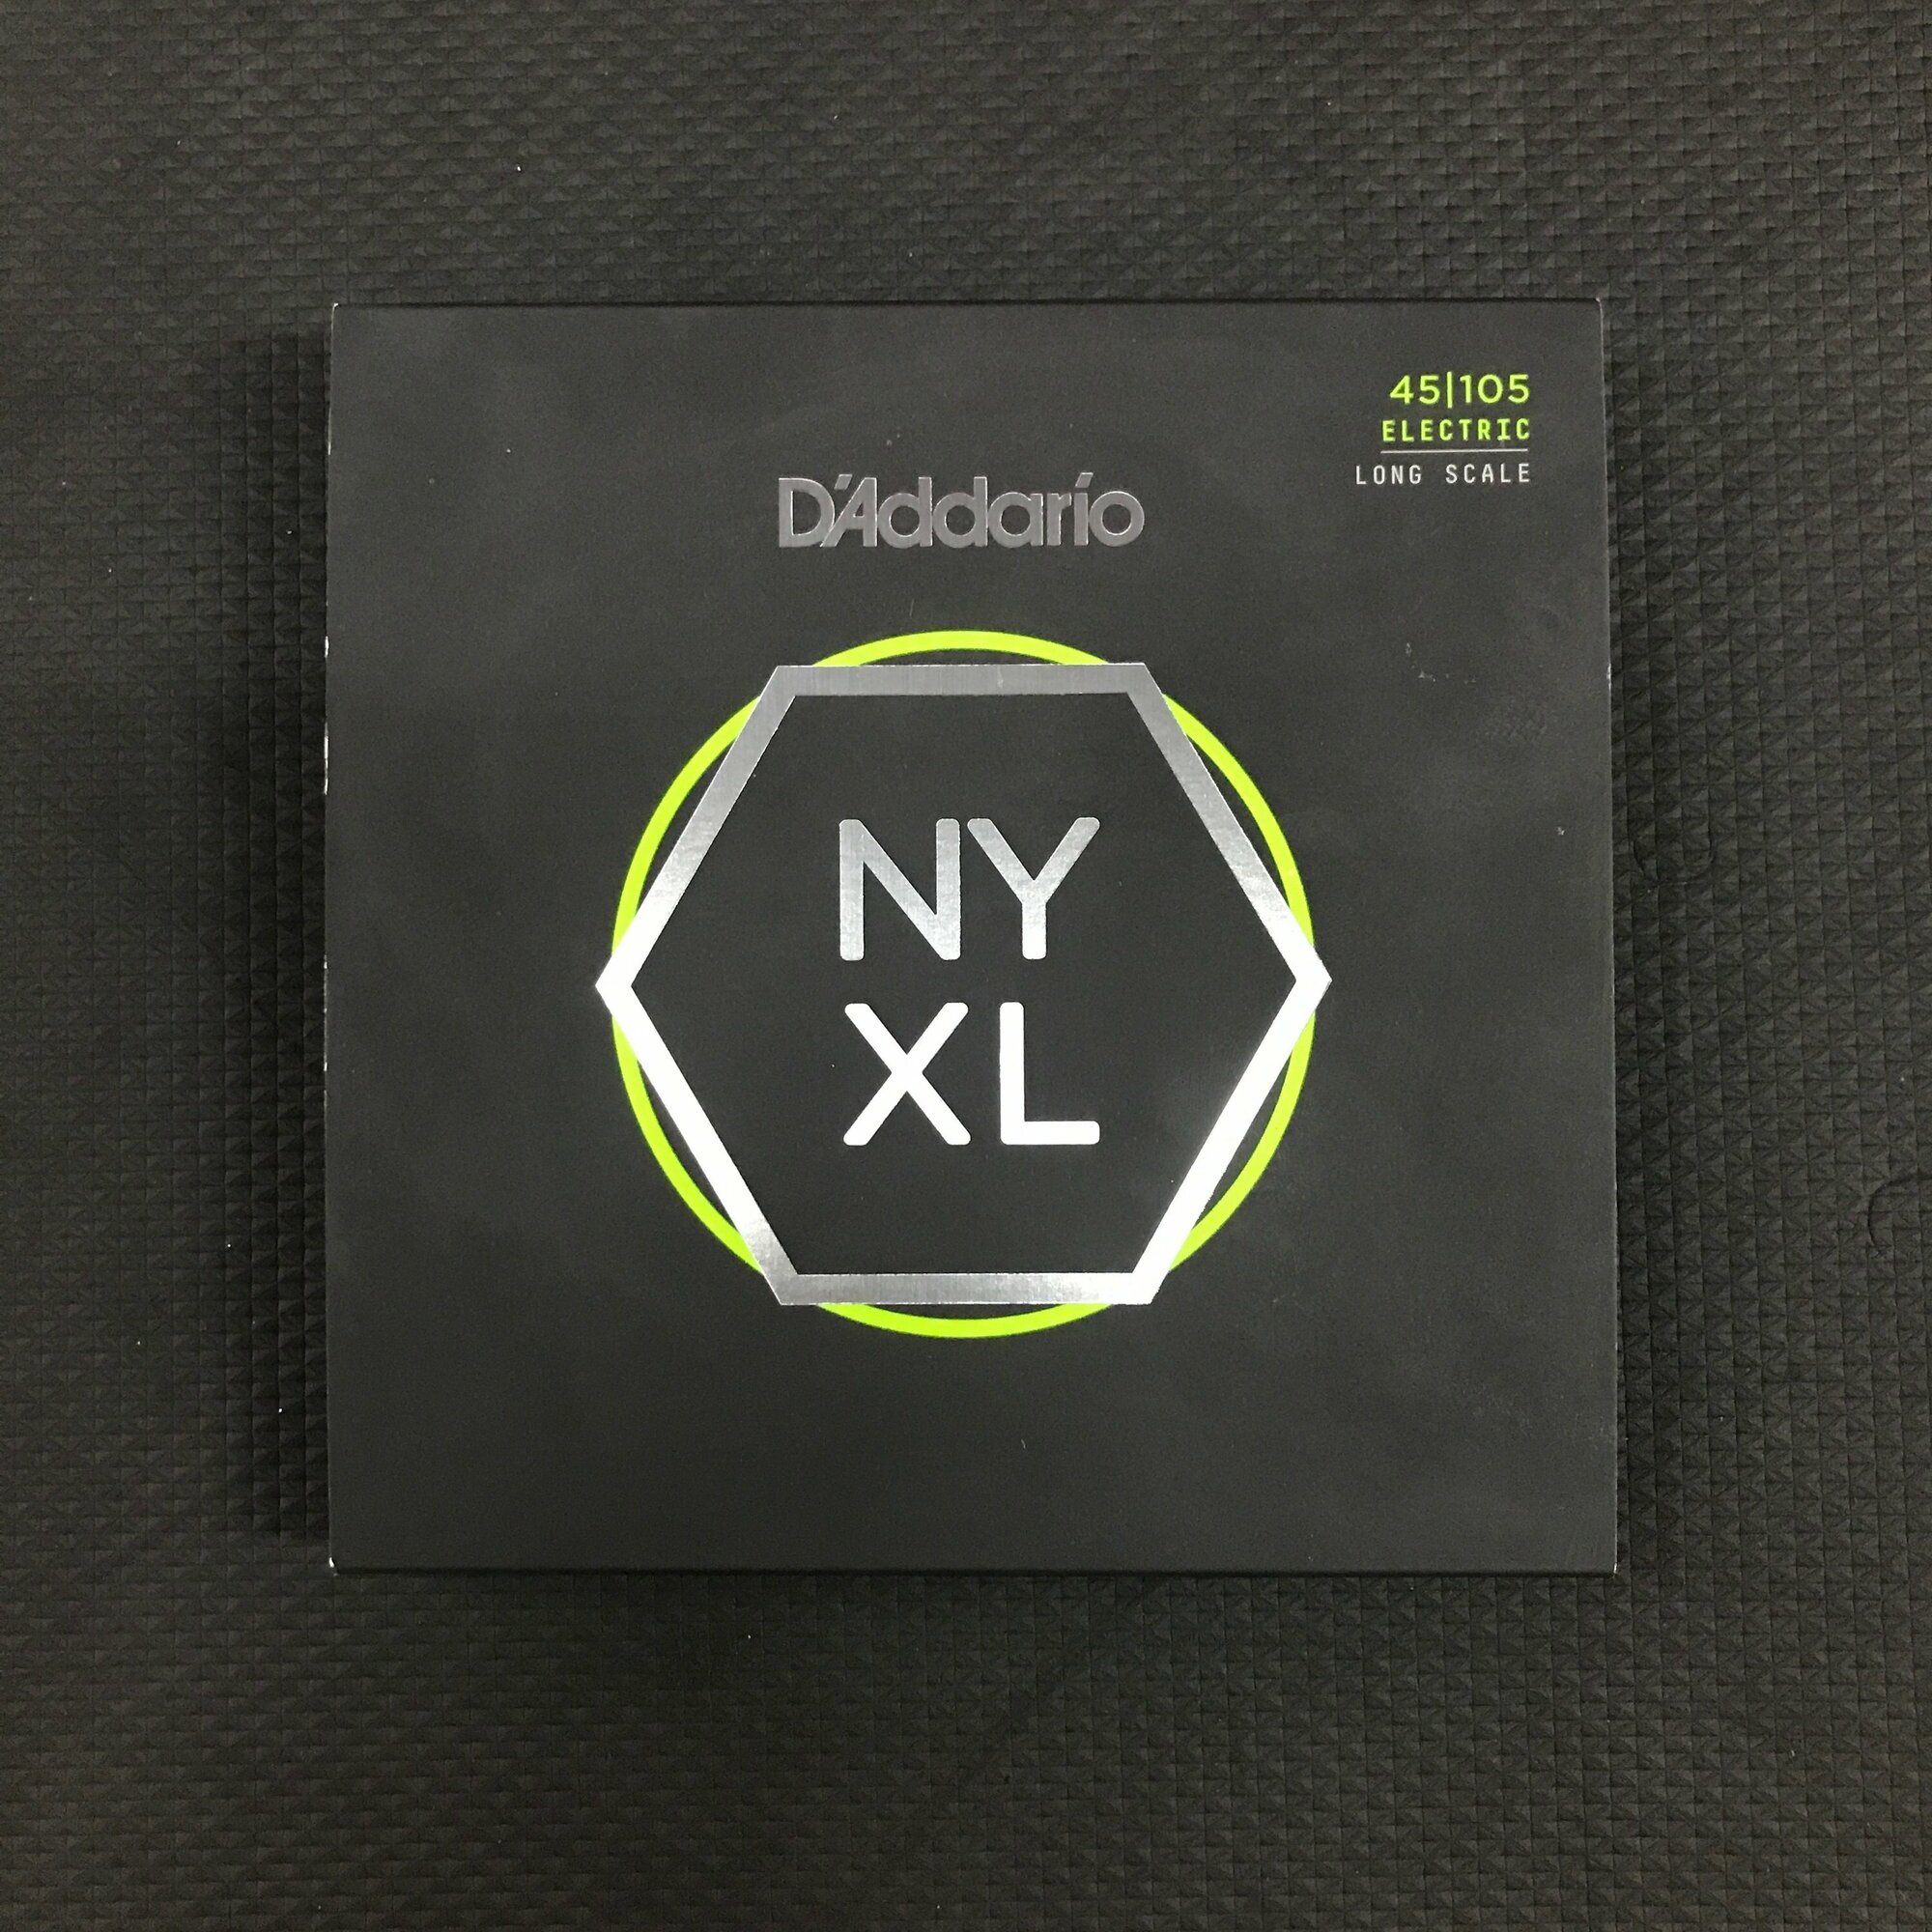 45|105
ELECTRIC
LONG SCALE
D'Addario
NY
XL